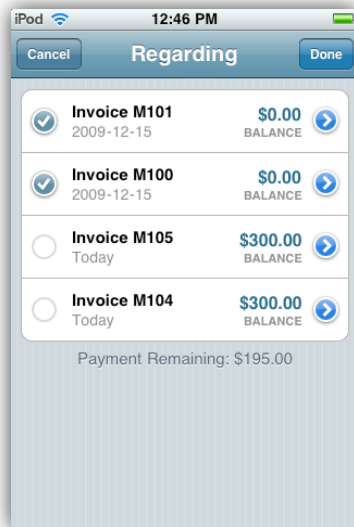 iPod 12:46 PM
Cancel Regarding Done
Invoice M101 $0.00
2009-12-15 BALANCE
Invoice M100 $0.00
2009-12-15 BALANCE
Invoice M105 $300.00
Today BALANCE
Invoice M104 $300.00
Today BALANCE
Payment Remaining: $195.00